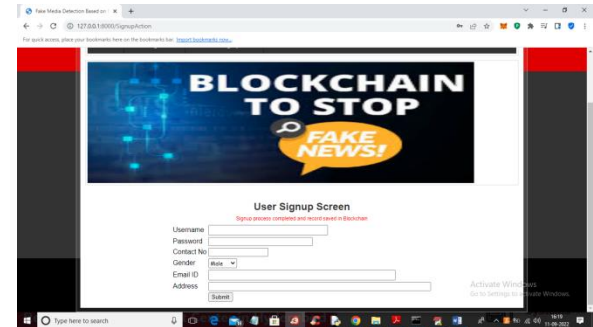 Fake Media Detection Based on
127.0.0.1:8000/SignupAction
For quick access, place your bookmarks here on the bookmarks bar. Import bookmarks now...
BLOCKCHAIN
TO STOP
FAKE
NEWS!
User Signup Screen
Signup process completed and record saved in Blockchain
Username
Password
Contact No
Gender
Male
Email ID
Address
Submit
Activate Windows
Go to Settings to activate Windows.
Type here to search
16:19
11-09-2022